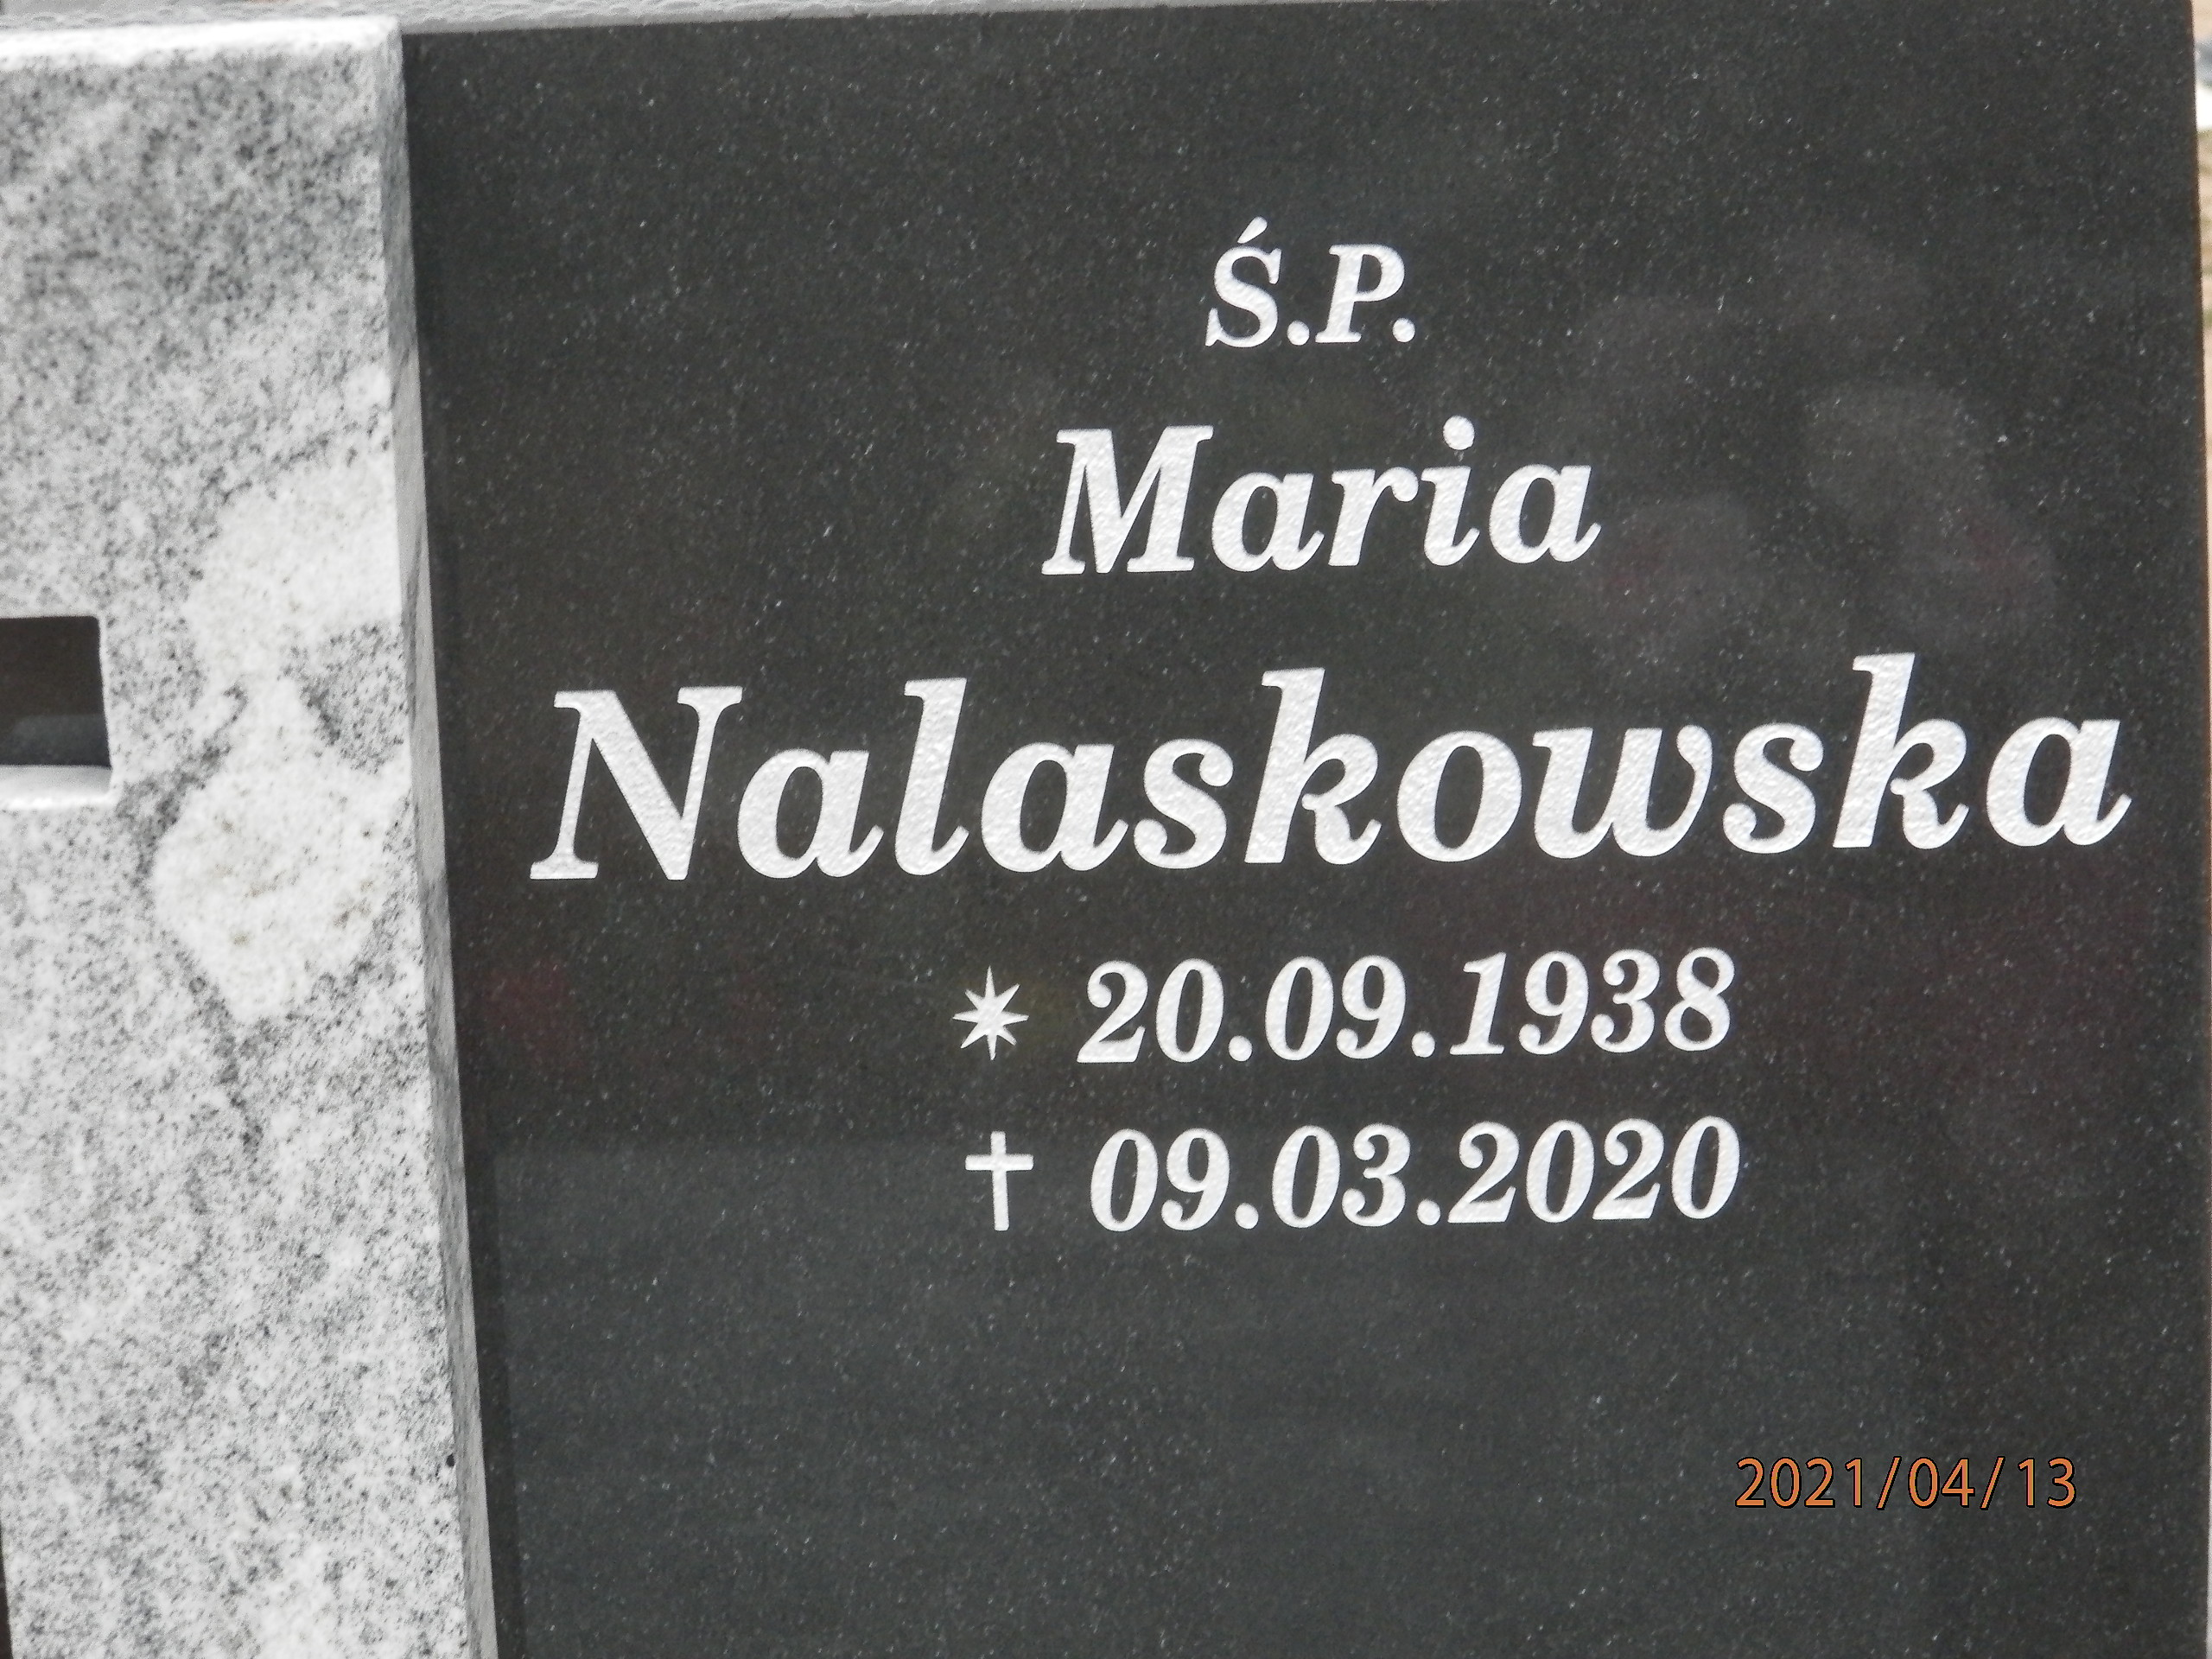 Ś.P.
Maria
Nalaskowska
✷ 20.09.1938
✝ 09.03.2020
2021/04/13